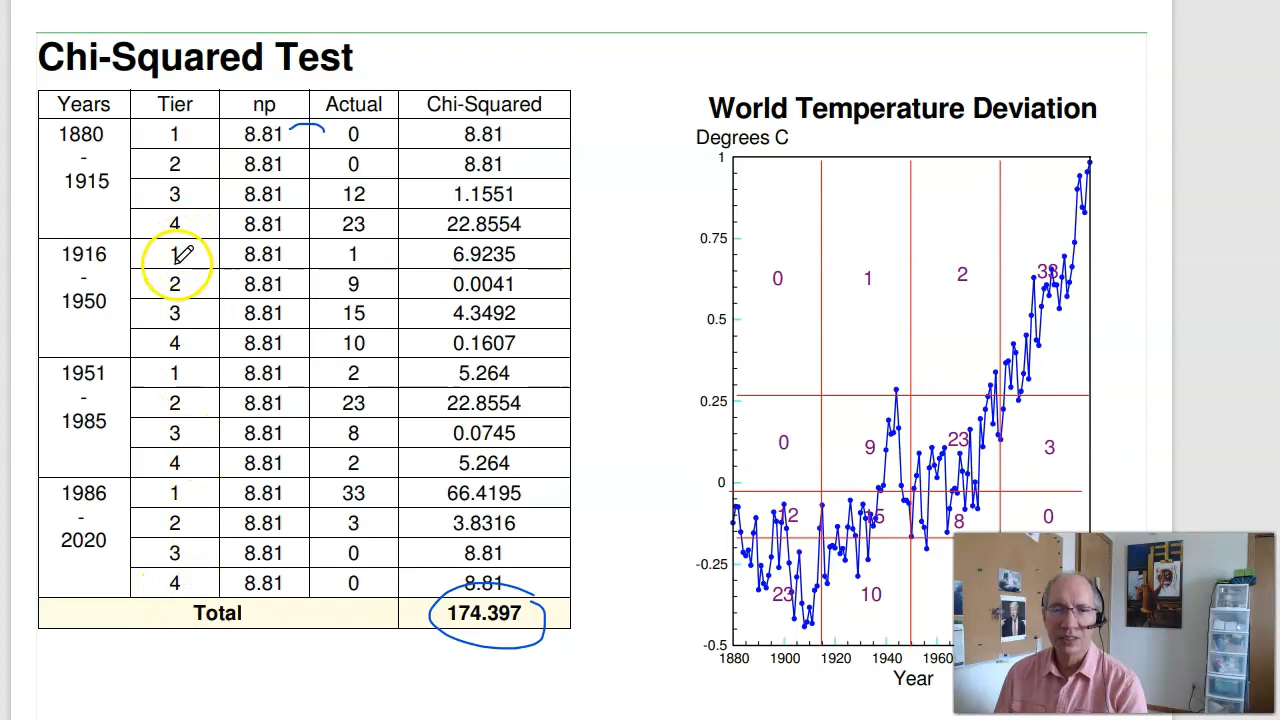 Chi-Squared Test
Years Tier np Actual Chi-Squared
1880 1 8.81 0 8.81
- 2 8.81 0 8.81
1915 3 8.81 12 1.1551
4 8.81 23 22.8554
1916 1 8.81 1 6.9235
- 2 8.81 9 0.0041
1950 3 8.81 15 4.3492
4 8.81 10 0.1607
1951 1 8.81 2 5.264
- 2 8.81 23 22.8554
1985 3 8.81 8 0.0745
4 8.81 2 5.264
1986 1 8.81 33 66.4195
- 2 8.81 3 3.8316
2020 3 8.81 0 8.81
4 8.81 0 8.81
Total 174.397
World Temperature Deviation
Degrees C
1
0.75
0 1 2 33
0.5
0.25
0 9 23 3
0
12 15 8 0
-0.25
23 10
-0.5
1880 1900 1920 1940 1960
Year